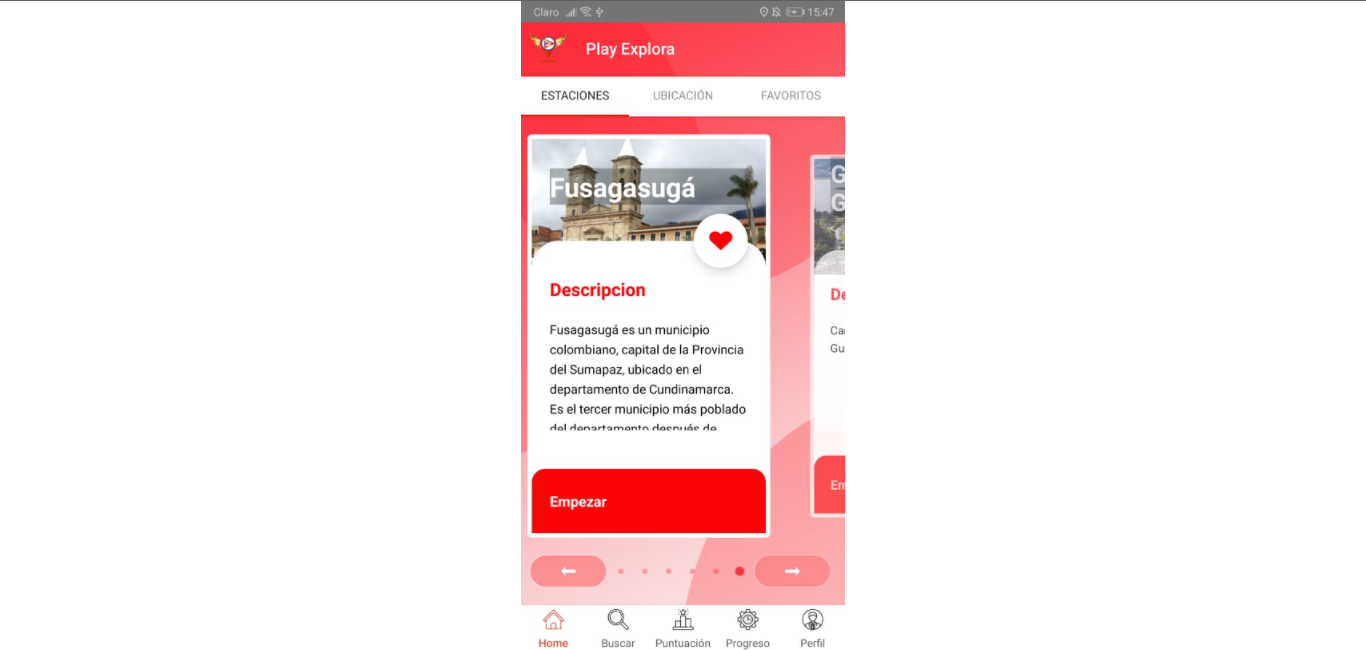 Claro 15:47
Play Explora
ESTACIONES UBICACIÓN FAVORITOS
Fusagasugá
G
G
Descripcion
De
Fusagasugá es un municipio
colombiano, capital de la Provincia
del Sumapaz, ubicado en el
departamento de Cundinamarca.
Es el tercer municipio más poblado
del departamento después de
Ca
Gu
Empezar
Em
Home Buscar Puntuación Progreso Perfil